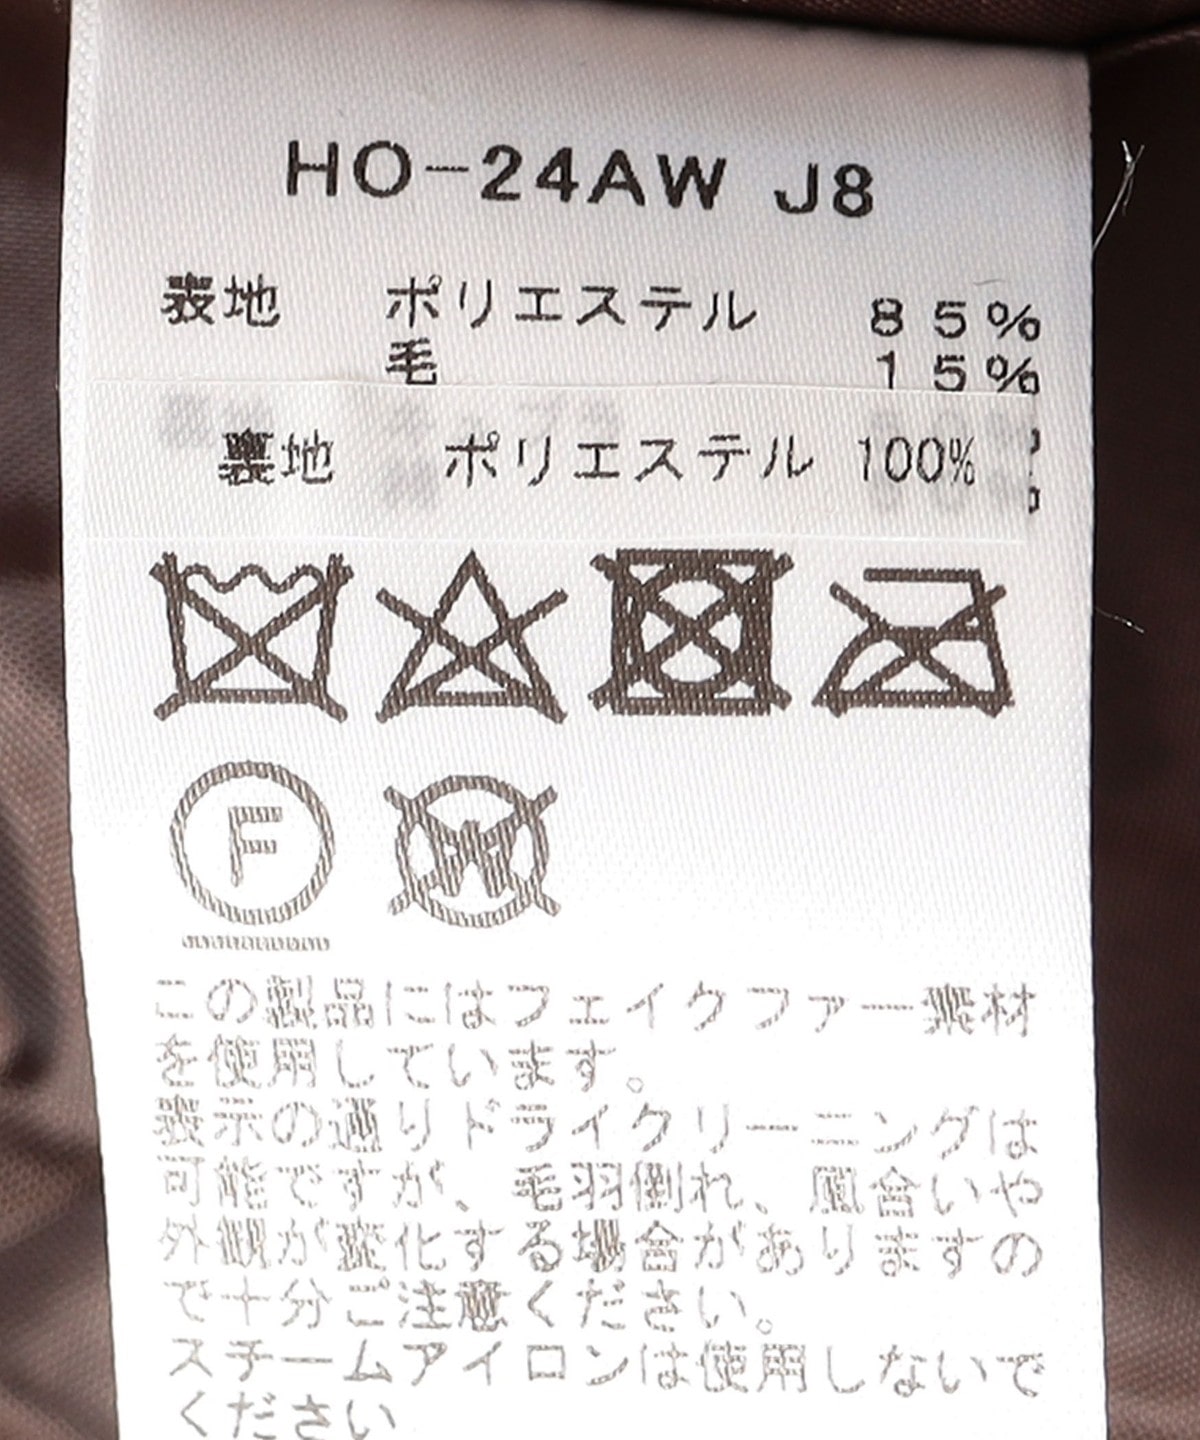 HO-24AW J8
表地 ポリエステル 85%
毛 15%
裏地 ポリエステル 100%
F
W
この製品にはフェイクファー素材
を使用しています。
表示の通りドライクリーニングは
可能ですが、毛羽倒れ、風合いや
外観が変化する場合がありますの
で十分ご注意ください。
スチームアイロンは使用しないで
ください